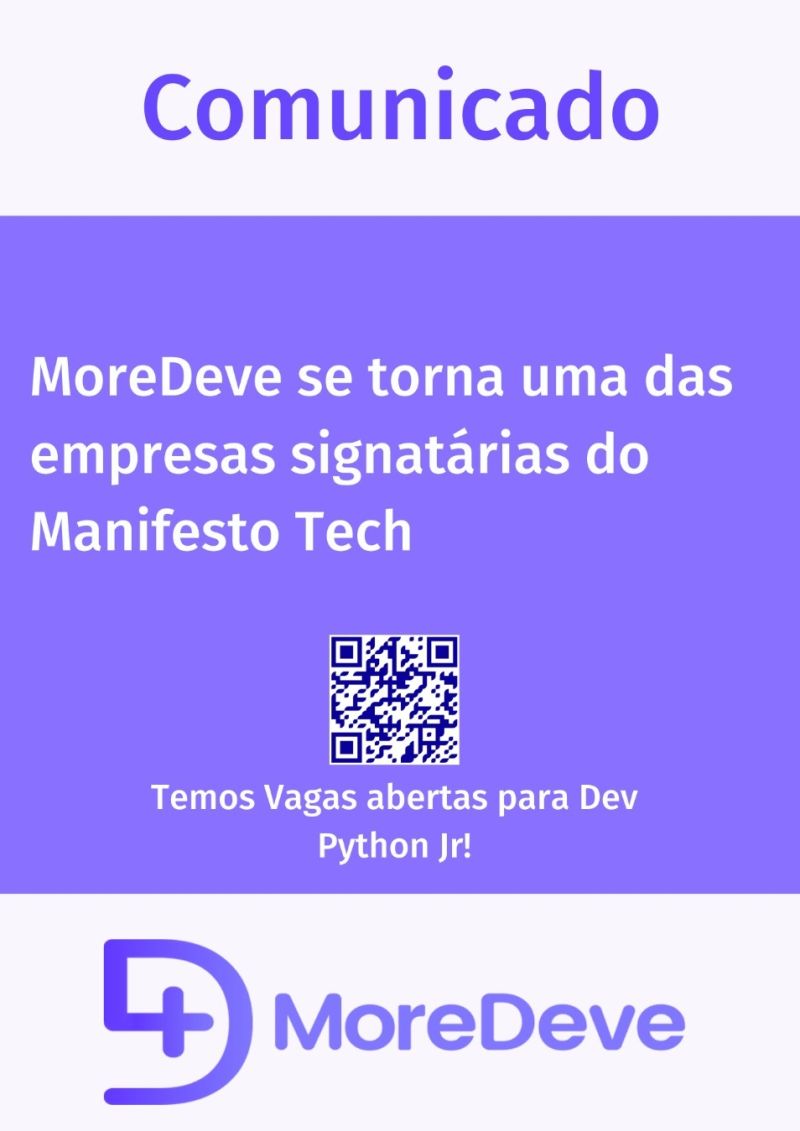 Comunicado
MoreDeve se torna uma das
empresas signatárias do
Manifesto Tech
Temos Vagas abertas para Dev
Python Jr!
MoreDeve